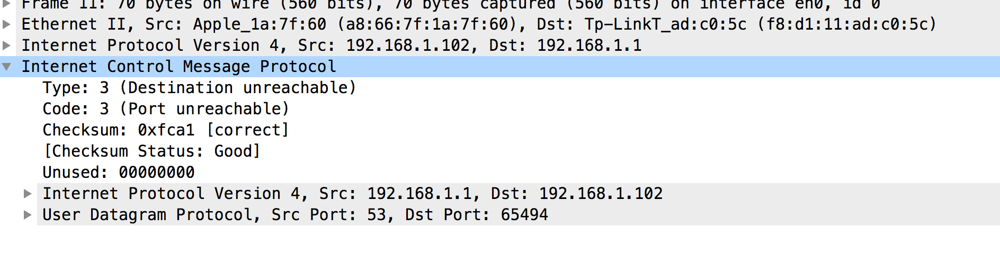 Frame 11: 70 bytes on wire (560 bits), 70 bytes captured (560 bits) on interface en0, id 0
Ethernet II, Src: Apple_1a:7f:60 (a8:66:7f:1a:7f:60), Dst: Tp-LinkT_ad:c0:5c (f8:d1:11:ad:c0:5c)
Internet Protocol Version 4, Src: 192.168.1.102, Dst: 192.168.1.1
Internet Control Message Protocol
Type: 3 (Destination unreachable)
Code: 3 (Port unreachable)
Checksum: 0xfca1 [correct]
[Checksum Status: Good]
Unused: 00000000
Internet Protocol Version 4, Src: 192.168.1.1, Dst: 192.168.1.102
User Datagram Protocol, Src Port: 53, Dst Port: 65494